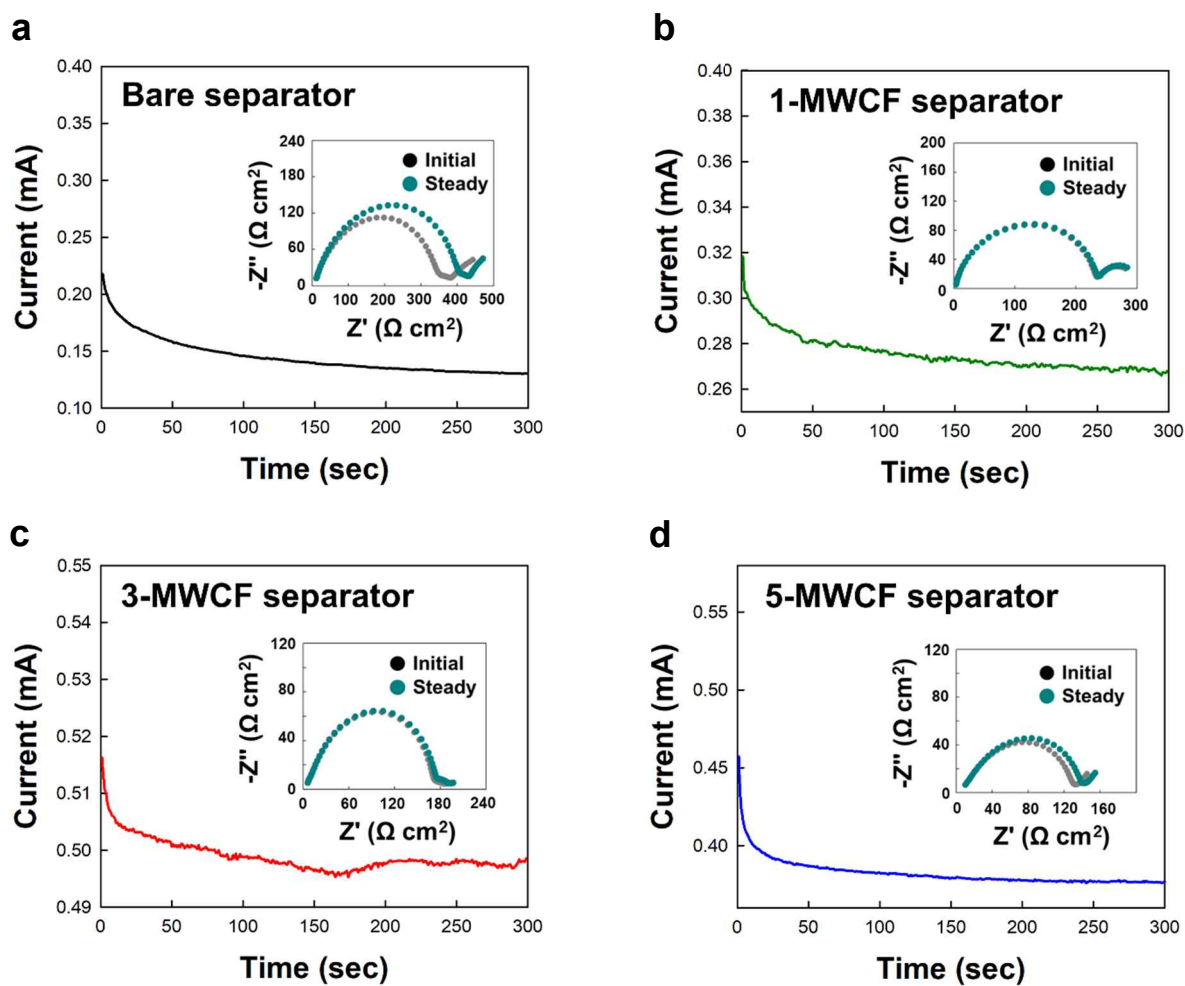 a
Bare separator
Current (mA)
0.40
0.35
0.30
0.25
0.20
0.15
0.10
0
50
100
150
200
250
300
Time (sec)
-Z" (Ω cm2)
240
180
120
60
0
Initial
Steady
0 100 200 300 400 500
Z' (Ω cm2)
b
1-MWCF separator
Current (mA)
0.40
0.38
0.36
0.34
0.32
0.30
0.28
0.26
0
50
100
150
200
250
300
Time (sec)
-Z" (Ω cm2)
200
160
120
80
40
0
Initial
Steady
0 100 200 300
Z' (Ω cm2)
c
3-MWCF separator
Current (mA)
0.55
0.54
0.53
0.52
0.51
0.50
0.49
0
50
100
150
200
250
300
Time (sec)
-Z" (Ω cm2)
120
80
40
0
Initial
Steady
0 60 120 180 240
Z' (Ω cm2)
d
5-MWCF separator
Current (mA)
0.55
0.50
0.45
0.40
0
50
100
150
200
250
300
Time (sec)
-Z" (Ω cm2)
120
80
40
0
Initial
Steady
0 40 80 120 160
Z' (Ω cm2)